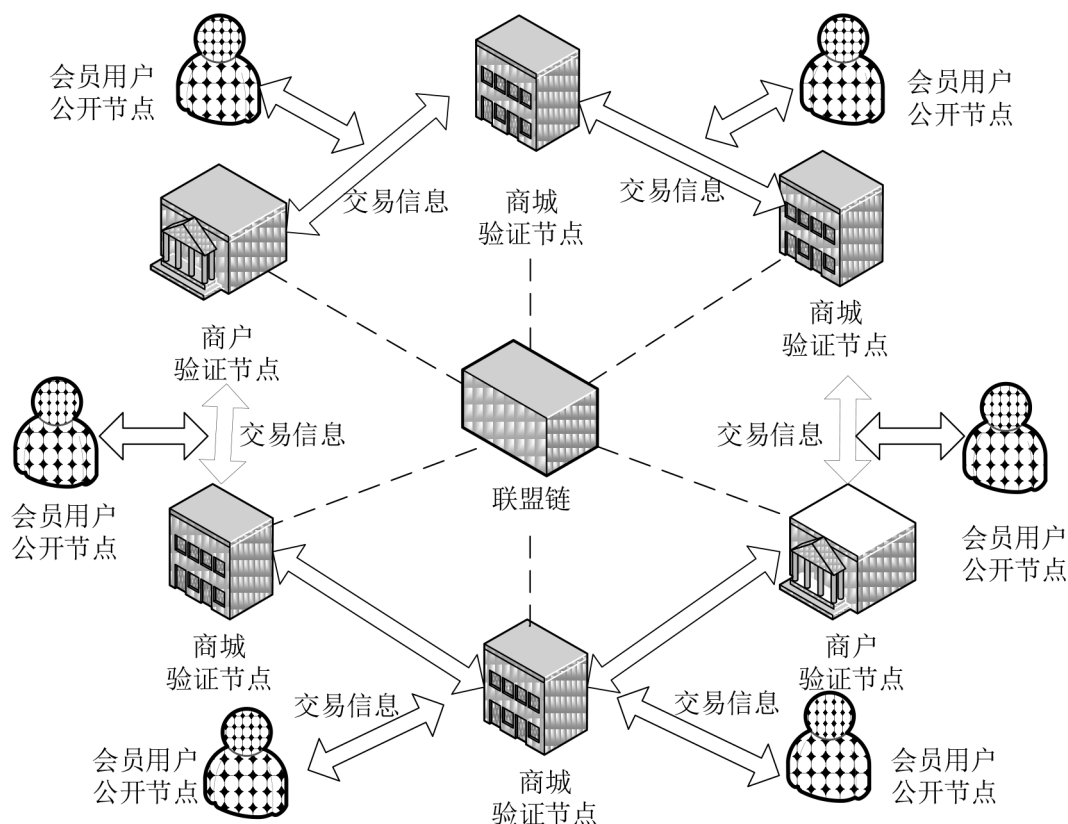 会员用户
公开节点
会员用户
公开节点
交易信息
商城
验证节点
交易信息
商户
验证节点
商城
验证节点
交易信息
交易信息
联盟链
会员用户
公开节点
会员用户
公开节点
商城
验证节点
商户
验证节点
交易信息
交易信息
会员用户
公开节点
商城
验证节点
会员用户
公开节点